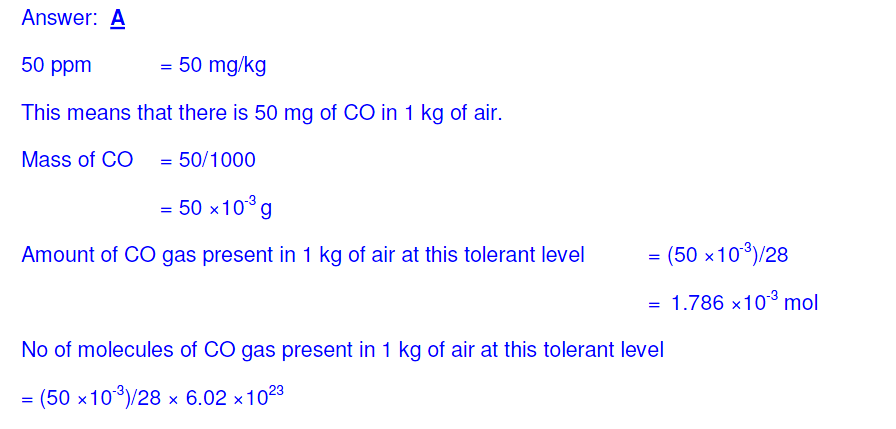 Answer: A
50 ppm = 50 mg/kg
This means that there is 50 mg of CO in 1 kg of air.
Mass of CO = 50/1000
= 50 ×10⁻³ g
Amount of CO gas present in 1 kg of air at this tolerant level = (50 ×10⁻³)/28
= 1.786 ×10⁻³ mol
No of molecules of CO gas present in 1 kg of air at this tolerant level
= (50 ×10⁻³)/28 × 6.02 ×10²³